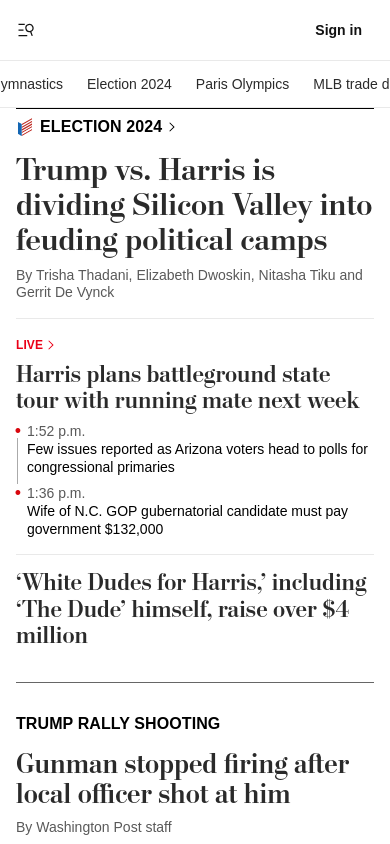 Sign in
ymnastics Election 2024 Paris Olympics MLB trade d
ELECTION 2024
Trump vs. Harris is
dividing Silicon Valley into
feuding political camps
By Trisha Thadani, Elizabeth Dwoskin, Nitasha Tiku and
Gerrit De Vynck
LIVE
Harris plans battleground state
tour with running mate next week
1:52 p.m.
Few issues reported as Arizona voters head to polls for
congressional primaries
1:36 p.m.
Wife of N.C. GOP gubernatorial candidate must pay
government $132,000
‘White Dudes for Harris,’ including
‘The Dude’ himself, raise over $4
million
TRUMP RALLY SHOOTING
Gunman stopped firing after
local officer shot at him
By Washington Post staff